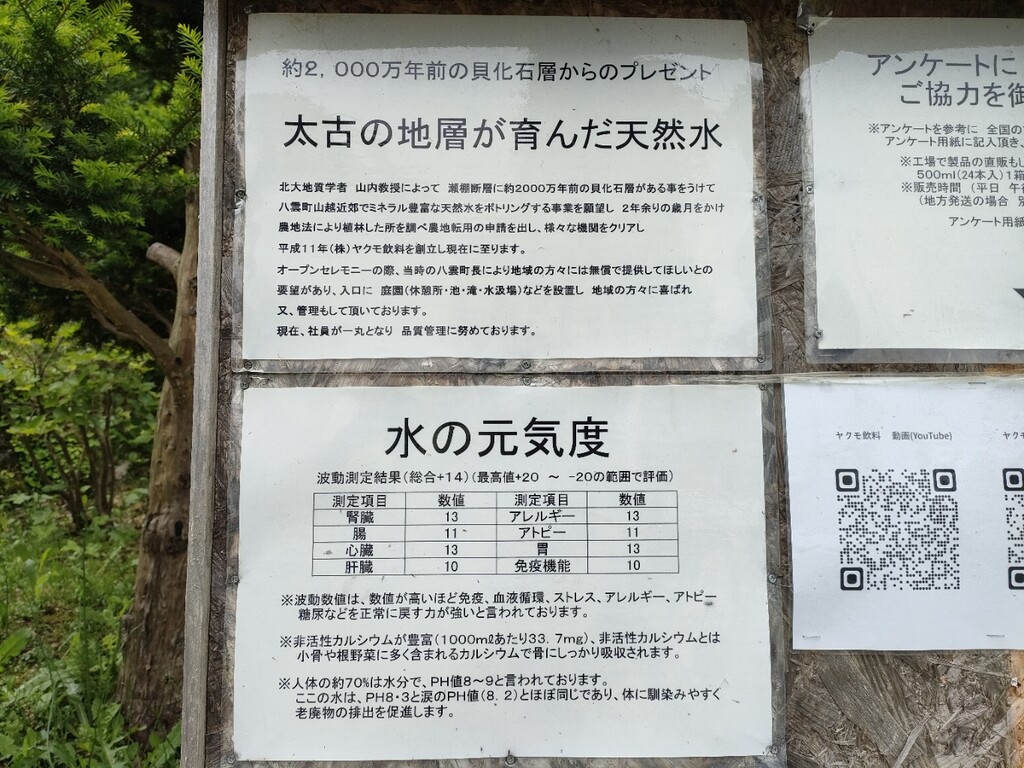 約2，000万年前の貝化石層からのプレゼント
太古の地層が育んだ天然水
北大地質学者 山内教授によって 瀬棚断層に約2000万年前の貝化石層がある事をうけて
八雲町山越近郊でミネラル豊富な天然水をボトリングする事業を願望し 2年余りの歳月をかけ
農地法により植林した所を調べ農地転用の申請を出し、様々な機関をクリアし
平成11年（株）ヤクモ飲料を創立し現在に至ります。
オープンセレモニーの際、当時の八雲町長により地域の方々には無償で提供してほしいとの
要望があり、入口に 庭園（休憩所・池・滝・水汲場）などを設置し 地域の方々に喜ばれ
又、管理もして頂いております。
現在、社員が一丸となり 品質管理に努めております。
水の元気度
波動測定結果（総合+14）（最高値+20 ～ -20の範囲で評価）
測定項目 数値 測定項目 数値
腎臓 13 アレルギー 13
腸 11 アトピー 11
心臓 13 胃 13
肝臓 10 免疫機能 10
※波動数値は、数値が高いほど免疫、血液循環、ストレス、アレルギー、アトピー
糖尿などを正常に戻す力が強いと言われております。
※非活性カルシウムが豊富（1000mℓあたり33．7mg）、非活性カルシウムとは
小骨や根野菜に多く含まれるカルシウムで骨にしっかり吸収されます。
※人体の約70％は水分で、PH値8～9と言われております。
ここの水は、PH8・3と涙のPH値（8．2）とほぼ同じであり、体に馴染みやすく
老廃物の排出を促進します。
アンケートに
ご協力を御
※アンケートを参考に 全国の
アンケート用紙に記入頂き、
※工場で製品の直販もし
500ml（24本入）1箱
※販売時間 （平日 午
（地方発送の場合
アンケート用紙
ヤクモ飲料 動画(YouTube)
ヤク